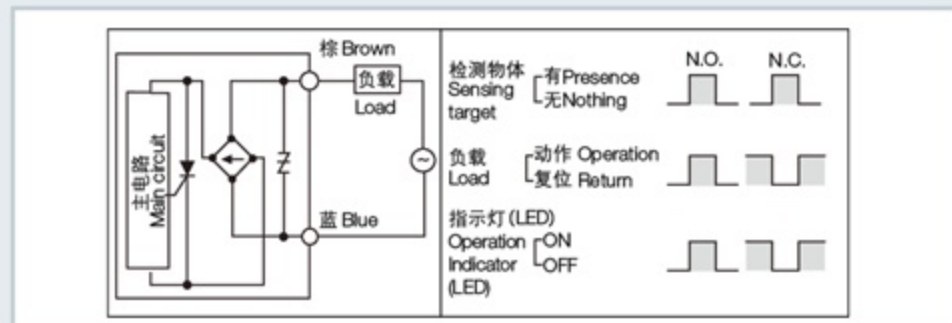 棕 Brown
负载
Load
主电路
Main circuit
~
蓝 Blue
N.O.
N.C.
检测物体
Sensing
target
有Presence
无Nothing
负载
Load
动作 Operation
复位 Return
指示灯 (LED)
Operation
Indicator
(LED)
ON
OFF